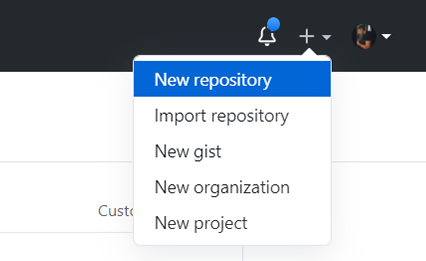 New repository
Import repository
New gist
New organization
Custo
New project